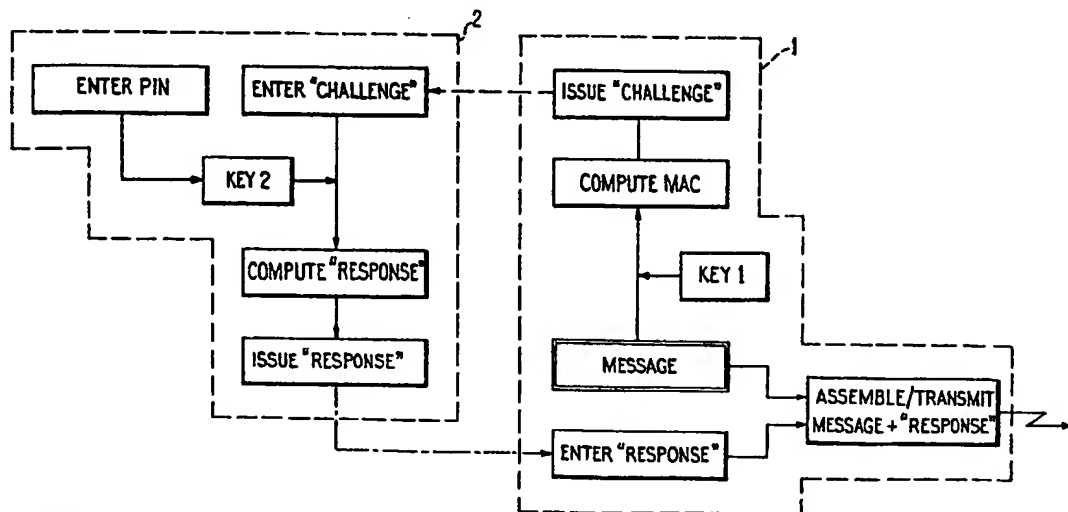 2
1
ENTER PIN
ENTER "CHALLENGE"
ISSUE "CHALLENGE"
KEY 2
COMPUTE MAC
COMPUTE "RESPONSE"
KEY 1
ISSUE "RESPONSE"
MESSAGE
ASSEMBLE/TRANSMIT
MESSAGE + "RESPONSE"
ENTER "RESPONSE"